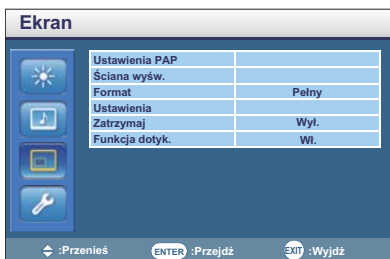 Ekran
Ustawienia PAP
Ściana wyśw.
Format Pełny
Ustawienia
Zatrzymaj Wył.
Funkcja dotyk. Wł.
:Przenieś ENTER :Przejdź EXIT :Wyjdź